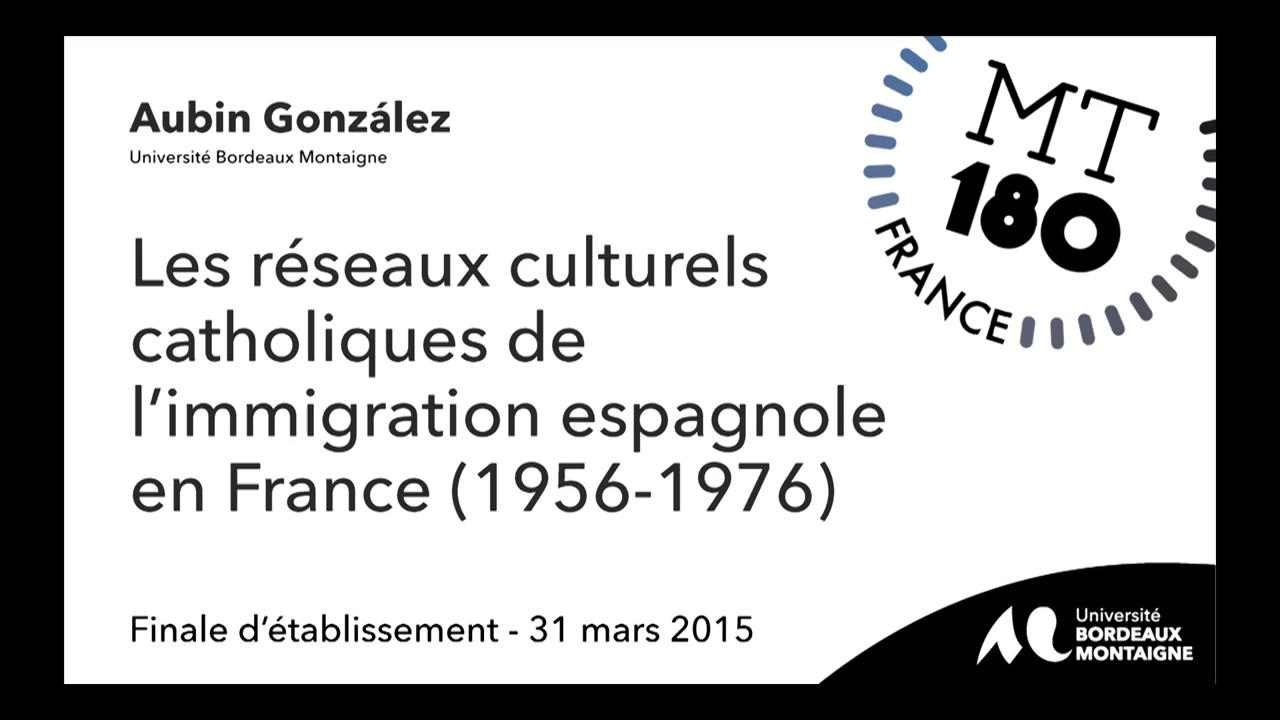 Aubin González
Université Bordeaux Montaigne
MT
180
FRANCE
Les réseaux culturels
catholiques de
l’immigration espagnole
en France (1956-1976)
Finale d’établissement - 31 mars 2015
Université
BORDEAUX
MONTAIGNE